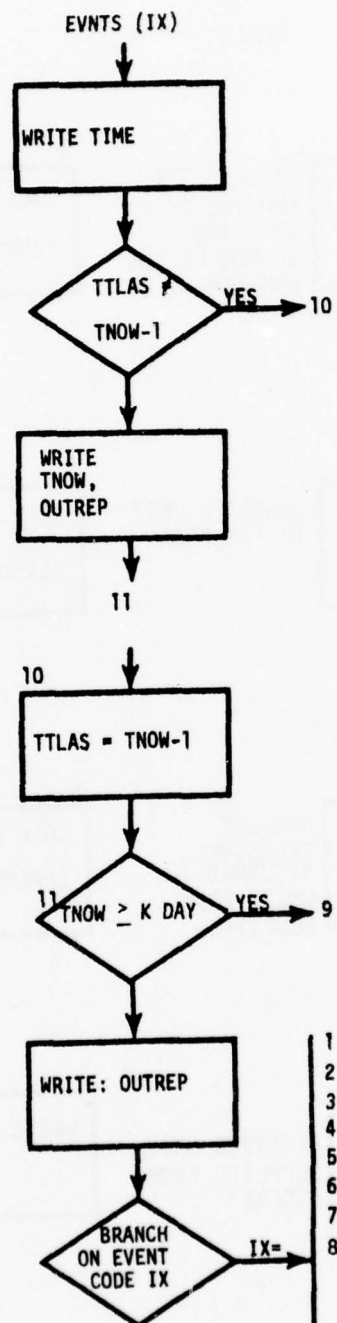 EVNTS (IX)
WRITE TIME
TTLAS ≠
TNOW-1
YES
10
WRITE
TNOW,
OUTREP
11
10
TTLAS = TNOW-1
11
TNOW ≥ K DAY
YES
9
WRITE: OUTREP
BRANCH
ON EVENT
CODE IX
IX=
1
2
3
4
5
6
7
8